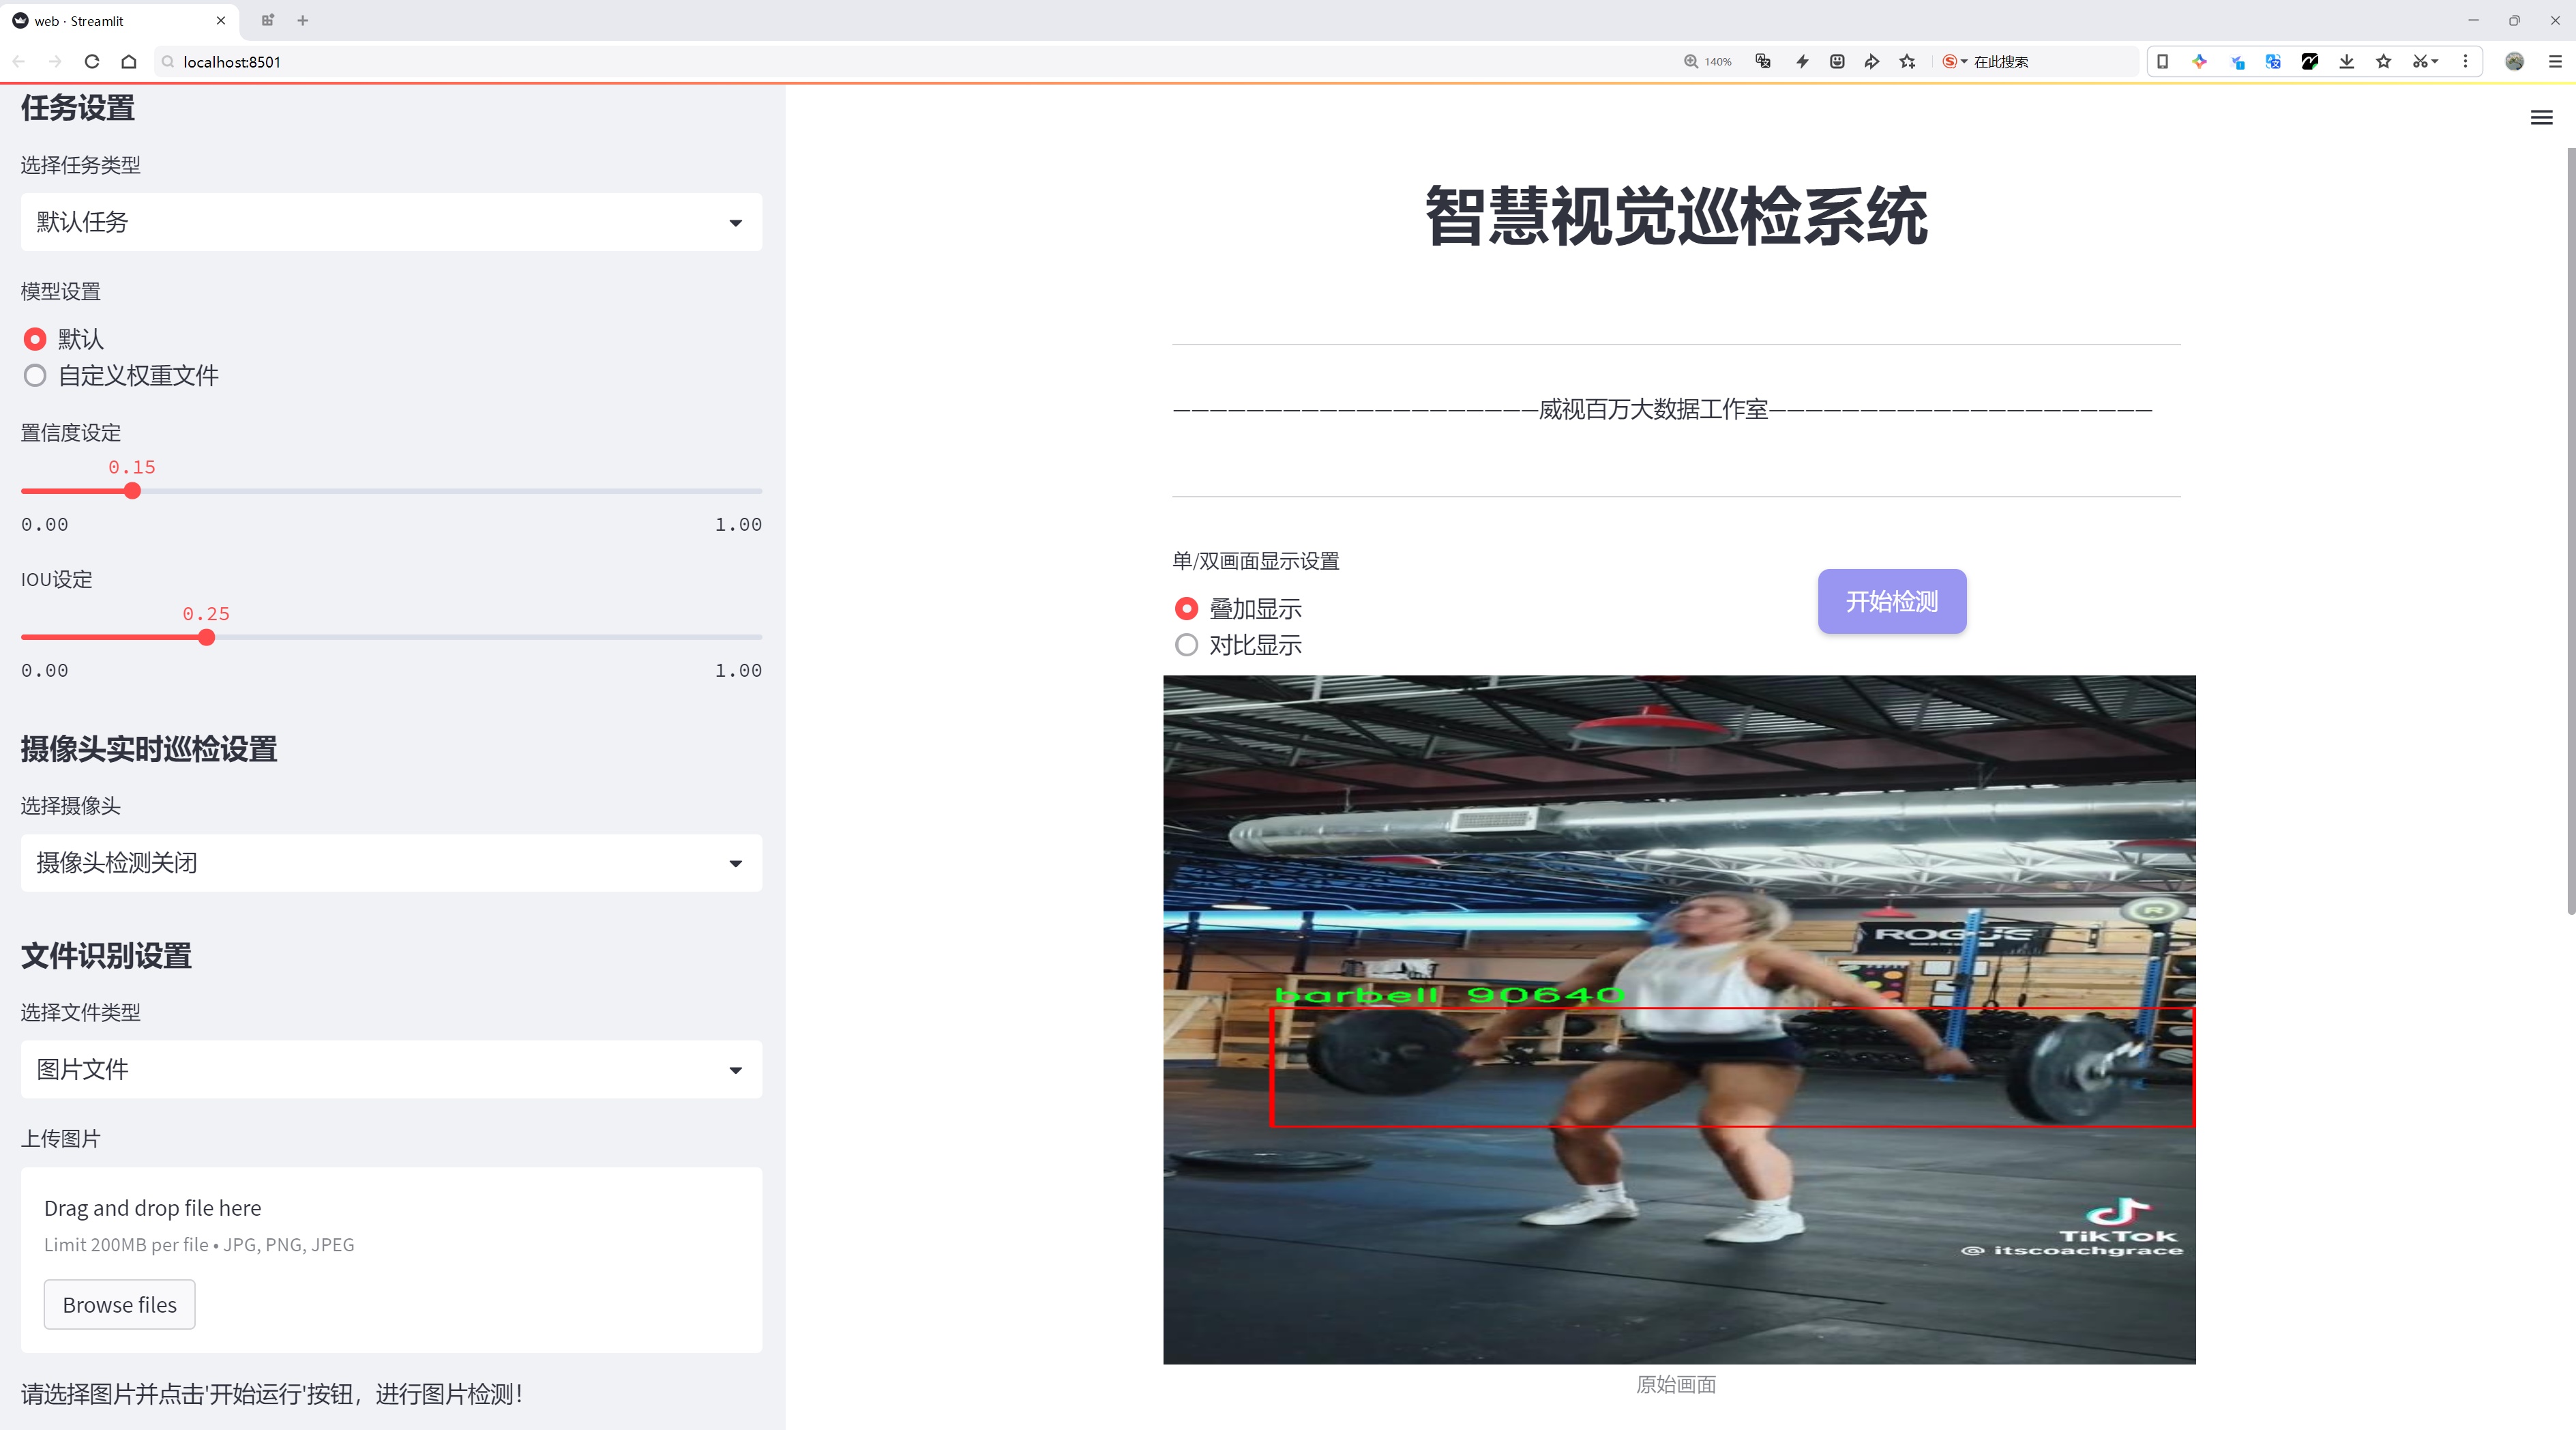 web · Streamlit
localhost:8501
140%
在此搜索
任务设置
选择任务类型
默认任务
模型设置
默认
自定义权重文件
置信度设定
0.15
0.00 1.00
IOU设定
0.25
0.00 1.00
摄像头实时巡检设置
选择摄像头
摄像头检测关闭
文件识别设置
选择文件类型
图片文件
上传图片
Drag and drop file here
Limit 200MB per file • JPG, PNG, JPEG
Browse files
请选择图片并点击'开始运行'按钮，进行图片检测！
智慧视觉巡检系统
————————————————————威视百万大数据工作室—————————————————————
单/双画面显示设置
叠加显示
对比显示
开始检测
R
ROGUE
barbell 90640
TikTok
@ itscoachgrace
原始画面